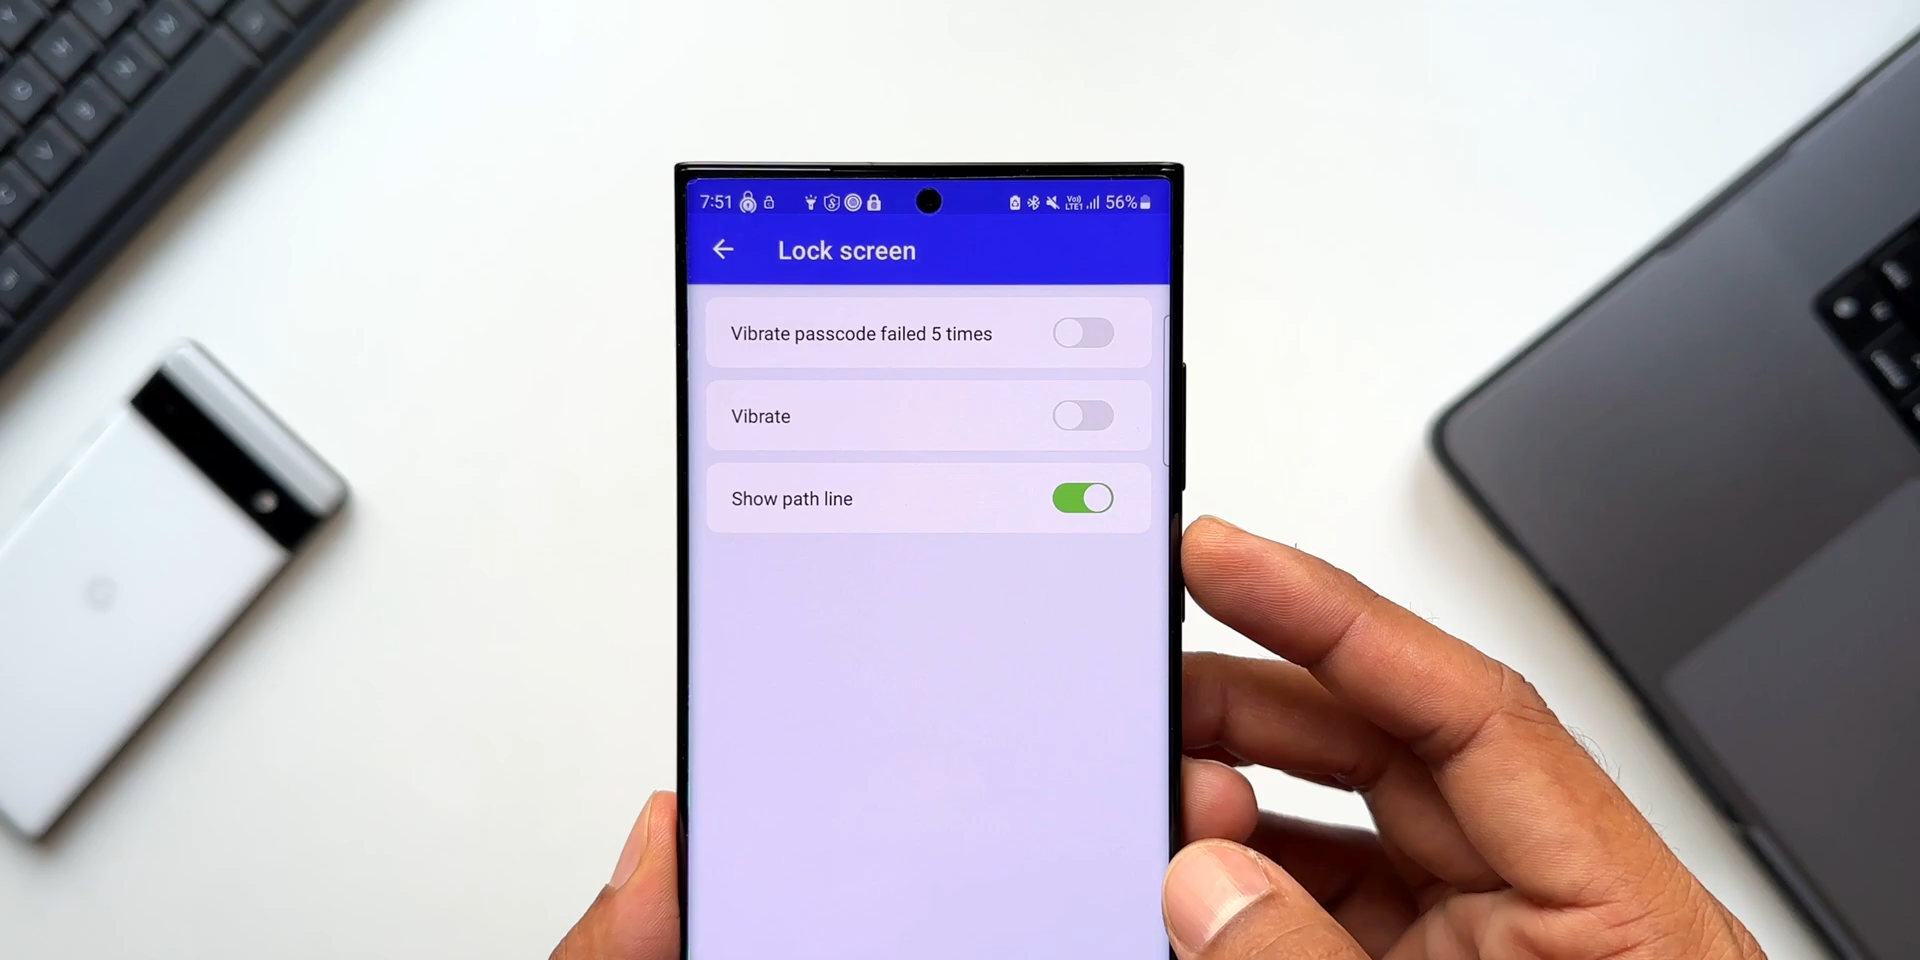 7:51 56%
Lock screen
Vibrate passcode failed 5 times
Vibrate
Show path line